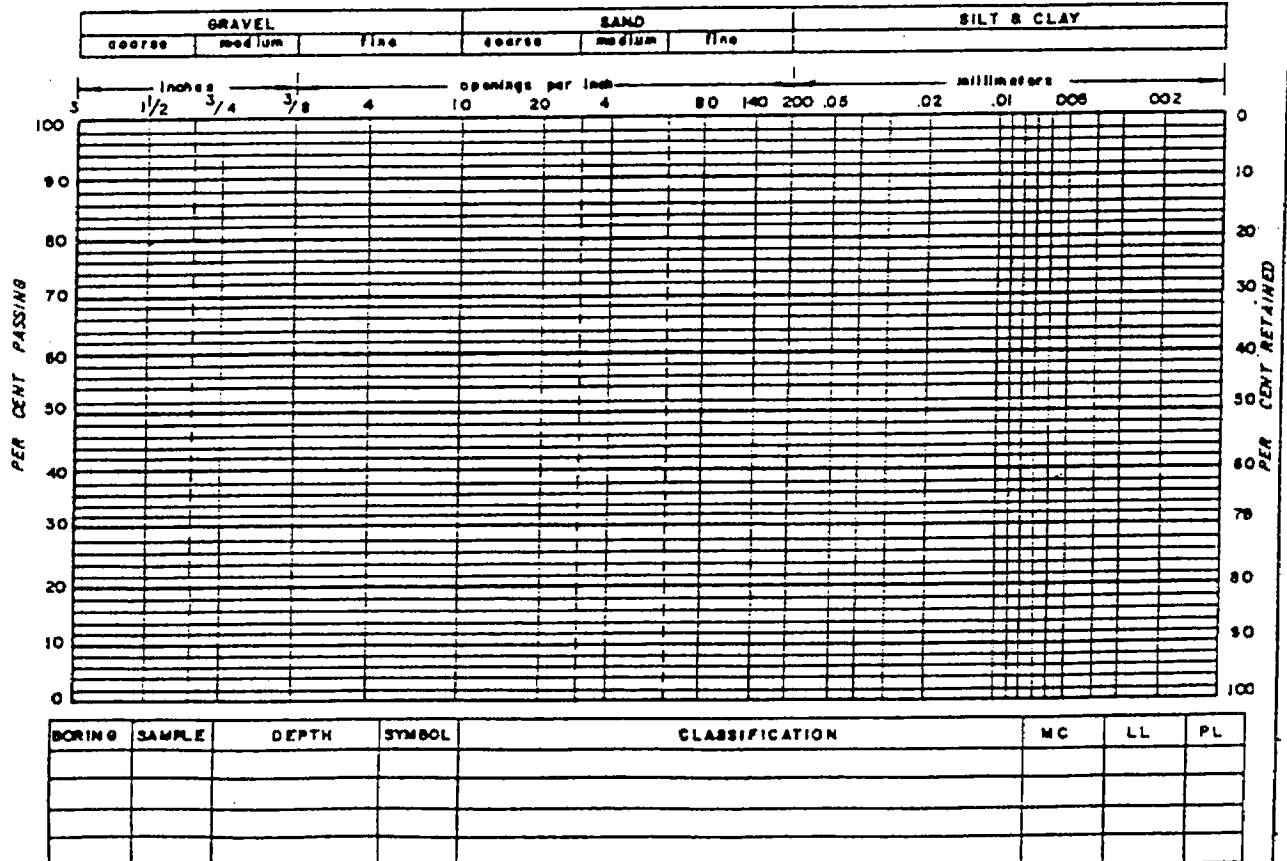 GRAVEL SAND SILT & CLAY
coarse medium fine coarse medium fine
inches openings per inch millimeters
3 1 1/2 3/4 3/8 4 10 20 4 80 140 200 .05 .02 .01 .005 .002
100 0
90 10
80 20
70 30
60 40
50 50
40 60
30 70
20 80
10 90
0 100
PER CENT PASSING
PER CENT RETAINED
BORING SAMPLE DEPTH SYMBOL CLASSIFICATION MC LL PL